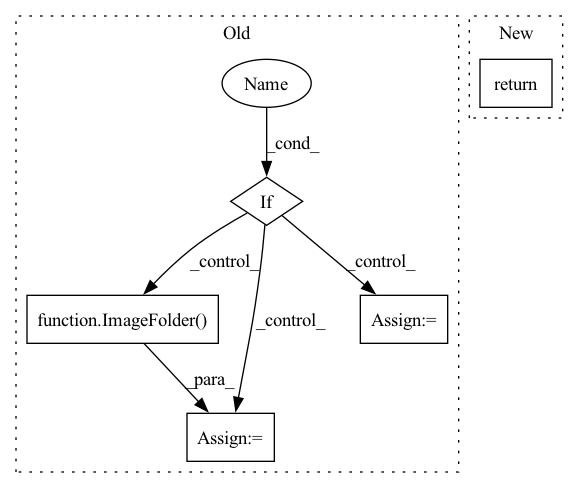 Old
New
Name
return
_cond_
If
_control_
_control_
_control_
function.ImageFolder()
Assign:=
_para_
Assign:=